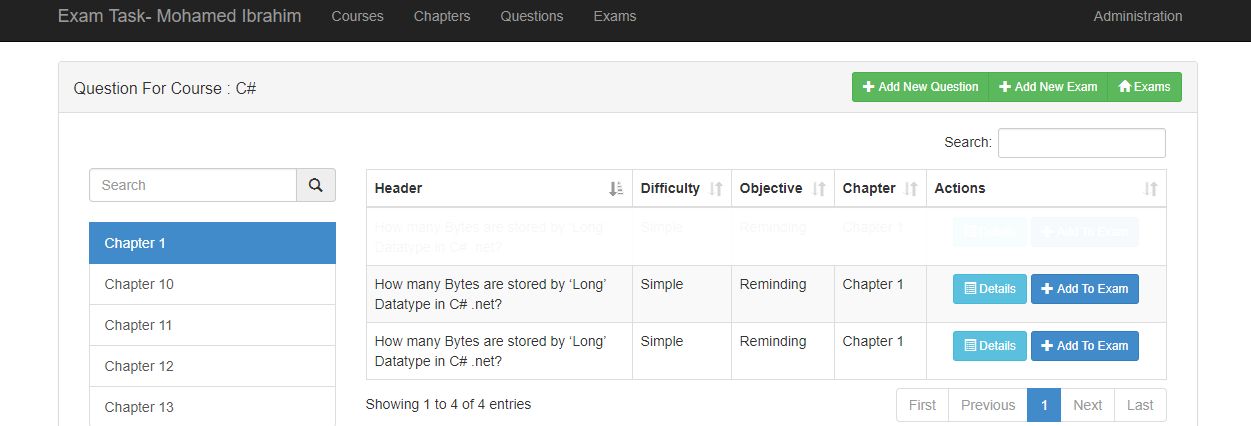 Exam Task- Mohamed Ibrahim Courses Chapters Questions Exams Administration
Question For Course : C# Add New Question Add New Exam Exams
Search:
Search
Header Difficulty Objective Chapter Actions
How many Bytes are stored by ‘Long’ Simple Reminding Chapter 1 Details Add To Exam
Datatype in C# .net?
How many Bytes are stored by ‘Long’ Simple Reminding Chapter 1 Details Add To Exam
Datatype in C# .net?
How many Bytes are stored by ‘Long’ Simple Reminding Chapter 1 Details Add To Exam
Datatype in C# .net?
Showing 1 to 4 of 4 entries First Previous 1 Next Last
Chapter 1
Chapter 10
Chapter 11
Chapter 12
Chapter 13